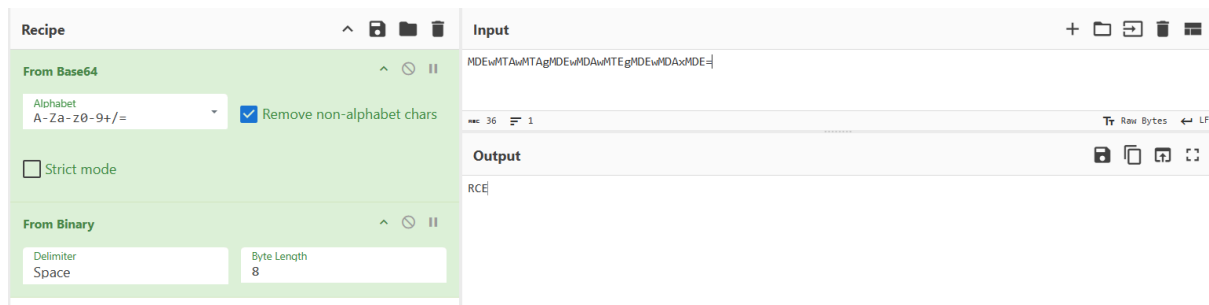 Recipe
From Base64
Alphabet
A-Za-z0-9+/=
Remove non-alphabet chars
Strict mode
From Binary
Delimiter
Space
Byte Length
8
Input
MDEwMTAwMTAgMDEwMDAwMTEgMDEwMDAxMDE=
36 1
Raw Bytes LF
Output
RCE